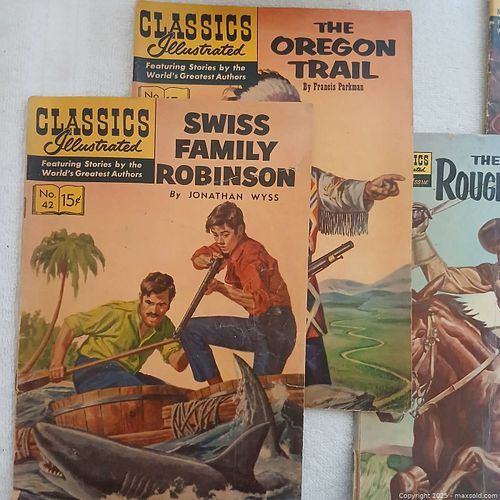 CLASSICS
Illustrated
Featuring Stories by the
World's Greatest Authors
No.
THE
OREGON
TRAIL
By Francis Parkman
CLASSICS
Illustrated
Featuring Stories by the
World's Greatest Authors
No.
42
15¢
SWISS
FAMILY
ROBINSON
By JONATHAN WYSS
THE
ROUGH
Copyright © 2025 - maxsold.com